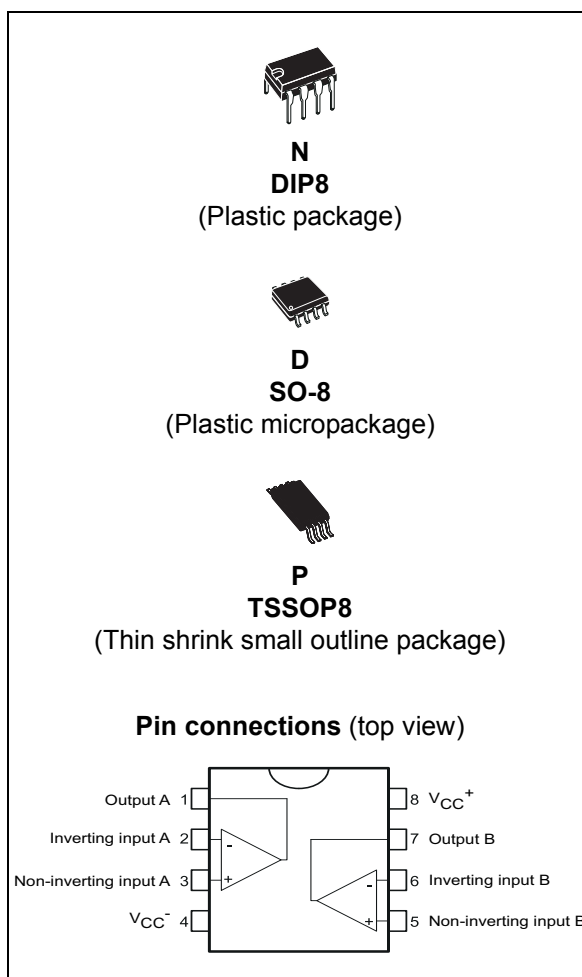 N
DIP8
(Plastic package)
D
SO-8
(Plastic micropackage)
P
TSSOP8
(Thin shrink small outline package)
Pin connections (top view)
Output A 1
Inverting input A 2
Non-inverting input A 3
VCC- 4
8 VCC+
7 Output B
6 Inverting input B
5 Non-inverting input B
-
+
-
+